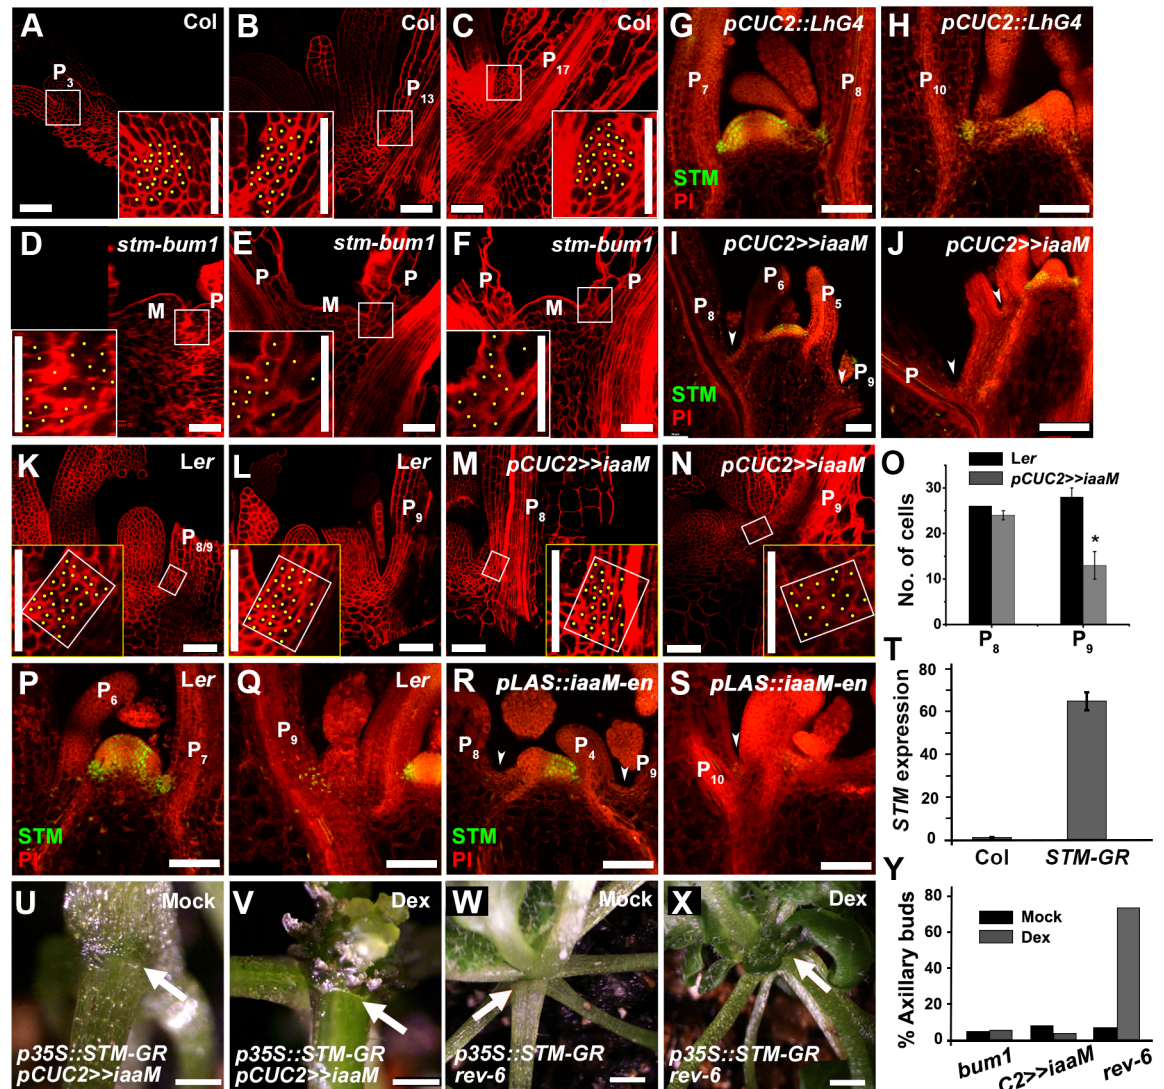 A Col
P3
B Col
P13
C Col
P17
G pCUC2::LhG4
P7
P8
STM
PI
H pCUC2::LhG4
P10
D stm-bum1
M
P
E stm-bum1
P
P
M
F stm-bum1
P
P
M
I pCUC2>>iaaM
P8
P6
P5
P9
STM
PI
J pCUC2>>iaaM
P
K Ler
P8/9
L Ler
P9
M pCUC2>>iaaM
P8
N pCUC2>>iaaM
P9
O
Ler
pCUC2>>iaaM
No. of cells
30
20
10
0
*
P8
P9
P Ler
P6
P7
STM
PI
Q Ler
P9
R pLAS::iaaM-en
P8
P4
P9
STM
PI
S pLAS::iaaM-en
P10
T
STM expression
80
60
40
20
0
Col
STM-GR
U Mock
p35S::STM-GR
pCUC2>>iaaM
V Dex
p35S::STM-GR
pCUC2>>iaaM
W Mock
p35S::STM-GR
rev-6
X Dex
p35S::STM-GR
rev-6
Y
% Axillary buds
80
60
40
20
0
Mock
Dex
bum1
C2>>iaaM
rev-6